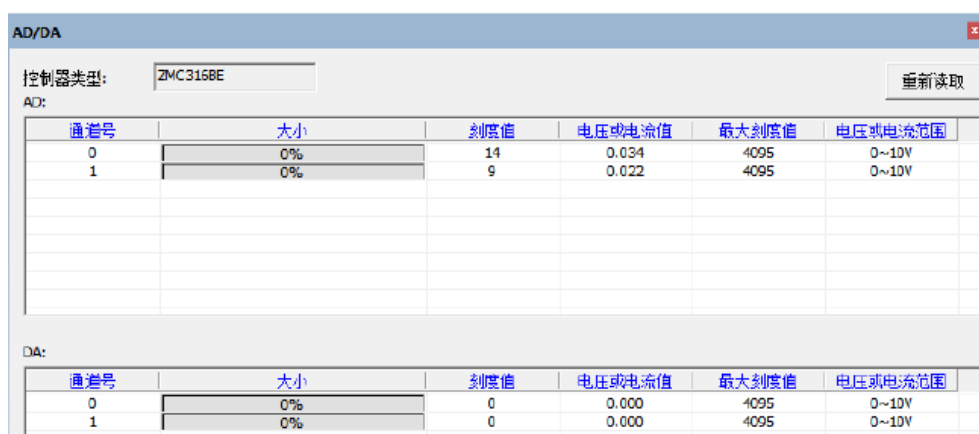 AD/DA
控制器类型: ZMC316BE 重新读取
AD:
通道号 大小 刻度值 电压或电流值 最大刻度值 电压或电流范围
0 0% 14 0.034 4095 0~10V
1 0% 9 0.022 4095 0~10V
DA:
通道号 大小 刻度值 电压或电流值 最大刻度值 电压或电流范围
0 0% 0 0.000 4095 0~10V
1 0% 0 0.000 4095 0~10V